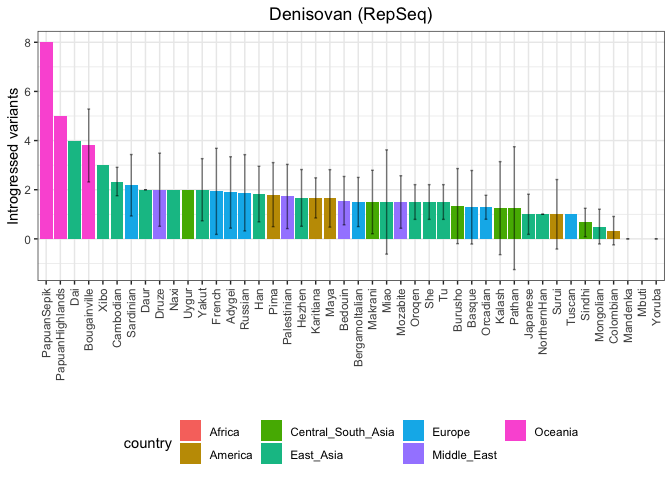 Denisovan (RepSeq)
Introgressed variants
8
6
4
2
0
PapuanSepik
PapuanHighlands
Dai
Bougainville
Xibo
Cambodian
Sardinian
Daur
Druze
Naxi
Uygur
Yakut
French
Adygei
Russian
Han
Pima
Palestinian
Hezhen
Karitiana
Maya
Bedouin
BergamoItalian
Makrani
Miao
Mozabite
Oroqen
She
Tu
Burusho
Basque
Orcadian
Kalash
Pathan
Japanese
NorthernHan
Surui
Tuscan
Sindhi
Mongolian
Colombian
Mandenka
Mbuti
Yoruba
country
Africa
America
Central_South_Asia
East_Asia
Europe
Middle_East
Oceania